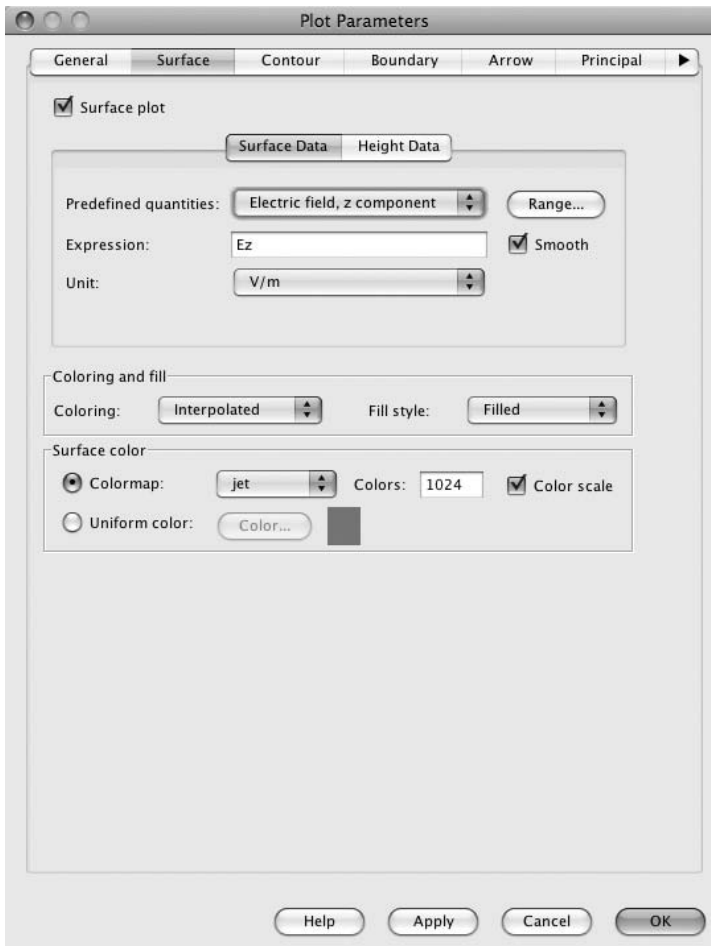 Plot Parameters
General Surface Contour Boundary Arrow Principal
Surface plot
Surface Data Height Data
Predefined quantities: Electric field, z component Range...
Expression: Ez Smooth
Unit: V/m
Coloring and fill
Coloring: Interpolated Fill style: Filled
Surface color
Colormap: jet Colors: 1024 Color scale
Uniform color: Color...
Help Apply Cancel OK